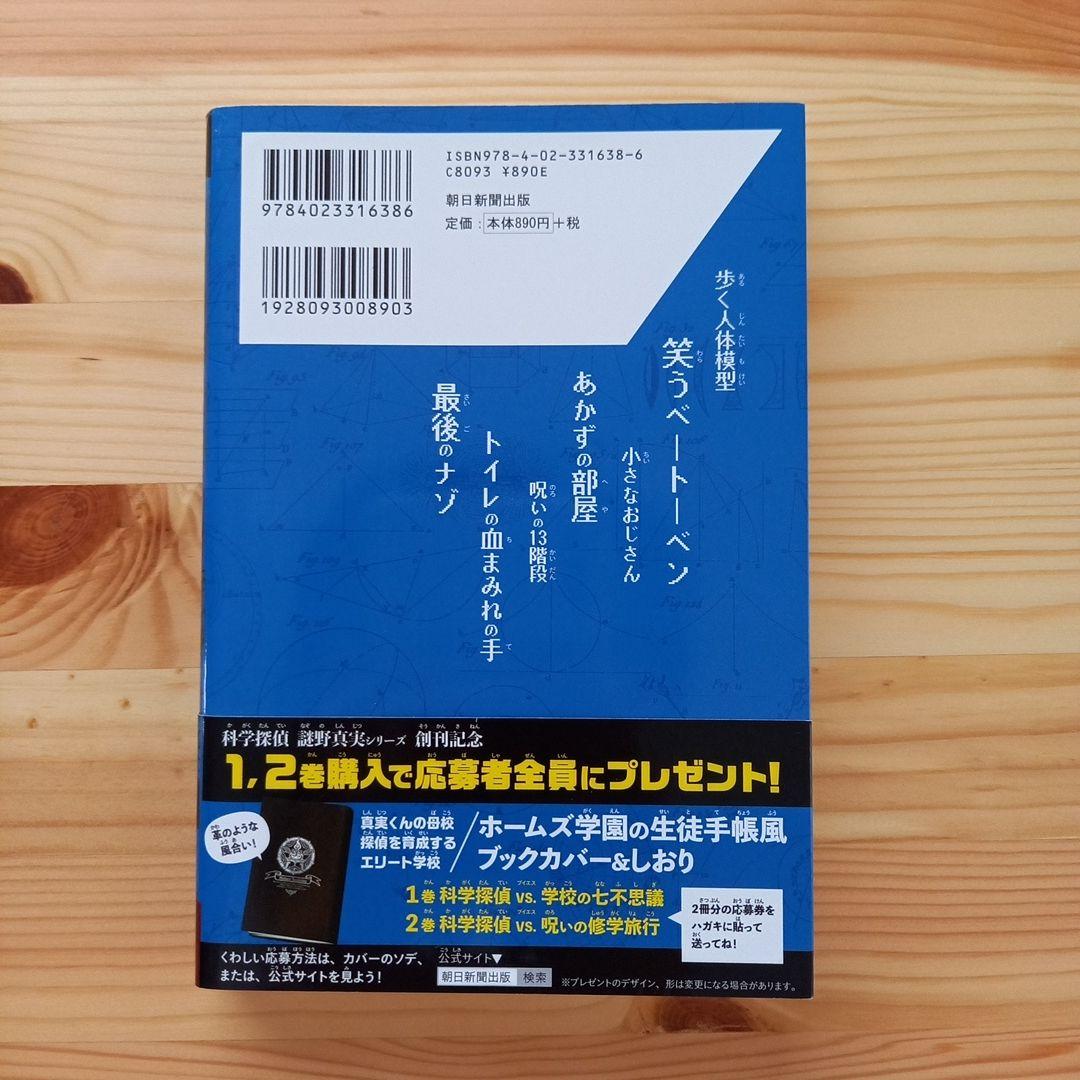 ISBN978-4-02-331638-6
C8093 ¥890E
朝日新聞出版
定価：本体890円＋税
9784023316386
1928093008903
歩く人体模型
笑うベートーベン
小さなおじさん
あかずの部屋
呪いの13階段
トイレの血まみれの手
最後のナゾ
科学探偵 謎野真実シリーズ 創刊記念
1,2巻購入で応募者全員にプレゼント!
革のような
風合い!
真実くんの母校
探偵を育成する
エリート学校
ホームズ学園の生徒手帳風
ブックカバー&しおり
1巻 科学探偵 VS. 学校の七不思議
2巻 科学探偵 VS. 呪いの修学旅行
2冊分の応募券を
ハガキに貼って
送ってね!
くわしい応募方法は、カバーのソデ、
または、公式サイトを見よう!
公式サイト▼
朝日新聞出版 検索
※プレゼントのデザイン、形は変更になる場合があります。